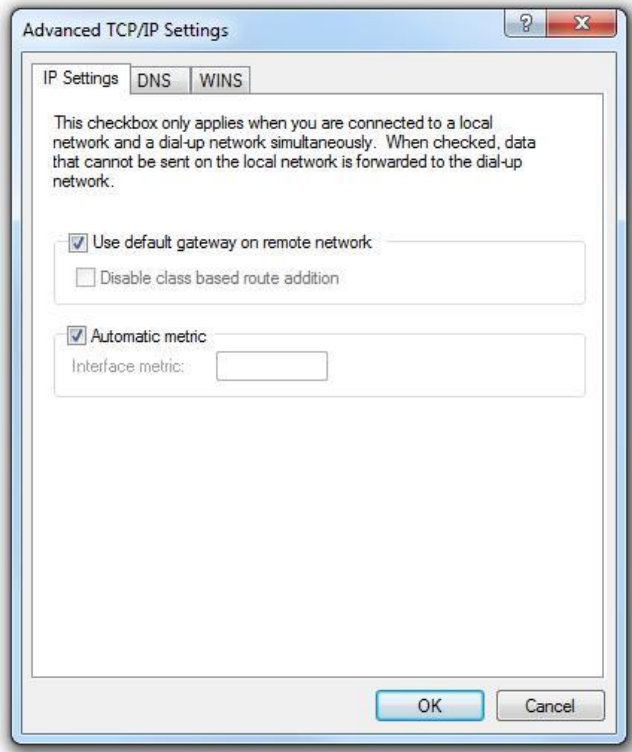 Advanced TCP/IP Settings
IP Settings DNS WINS
This checkbox only applies when you are connected to a local
network and a dial-up network simultaneously. When checked, data
that cannot be sent on the local network is forwarded to the dial-up
network.
Use default gateway on remote network
Disable class based route addition
Automatic metric
Interface metric:
OK Cancel